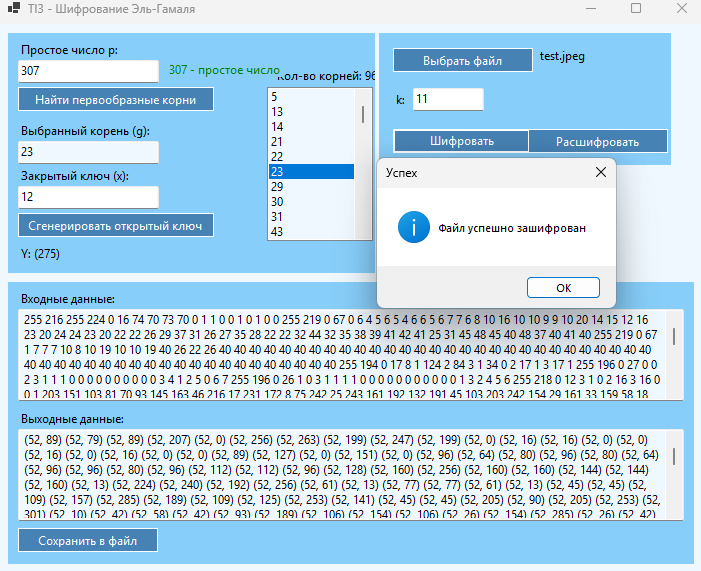 ТІЗ - Шифрование Эль-Гамаля
Простое число p:
307
307 - простое число
Кол-во корней: 96
Найти первообразные корни
Выбранный корень (g):
23
Закрытый ключ (x):
12
Сгенерировать открытый ключ
Y: (275)
5
13
14
21
22
23
29
30
31
43
Выбрать файл
test.jpeg
k:
11
Шифровать
Расшифровать
Успех
Файл успешно зашифрован
OK
Входные данные:
255 216 255 224 0 16 74 70 73 70 0 1 1 0 0 1 0 1 0 0 255 219 0 67 0 6 4 5 6 5 4 6 6 5 6 7 7 6 8 10 16 10 10 9 9 10 20 14 15 12 16
23 20 24 24 23 20 22 22 26 29 37 31 26 27 35 28 22 22 32 44 32 35 38 39 41 42 41 25 31 45 48 45 40 48 37 40 41 40 255 219 0 67
1 7 7 7 10 8 10 19 10 10 19 40 26 22 26 40 40 40 40 40 40 40 40 40 40 40 40 40 40 40 40 40 40 40 40 40 40 40 40 40 40 40
40 40 40 40 40 40 40 40 40 40 40 40 40 40 40 40 40 40 40 255 194 0 17 8 1 124 2 84 3 1 34 0 2 17 1 3 17 1 255 196 0 27 0 0
2 3 1 1 1 0 0 0 0 0 0 0 0 0 0 0 3 4 1 2 5 0 6 7 255 196 0 26 1 0 3 1 1 1 1 0 0 0 0 0 0 0 0 0 0 0 0 1 3 2 4 5 6 255 218 0 12 3 1 0 2 16 3 16 0
0 1 203 151 103 81 70 93 145 163 46 216 17 231 172 8 75 242 25 243 161 192 132 191 45 103 203 242 154 29 161 33 159 58 18
Выходные данные:
(52, 89) (52, 79) (52, 89) (52, 207) (52, 0) (52, 256) (52, 263) (52, 199) (52, 247) (52, 199) (52, 0) (52, 16) (52, 16) (52, 0) (52, 0)
(52, 16) (52, 0) (52, 16) (52, 0) (52, 0) (52, 89) (52, 127) (52, 0) (52, 151) (52, 0) (52, 96) (52, 64) (52, 80) (52, 96) (52, 80) (52, 64)
(52, 96) (52, 96) (52, 80) (52, 96) (52, 112) (52, 112) (52, 96) (52, 128) (52, 160) (52, 256) (52, 160) (52, 160) (52, 144) (52, 144)
(52, 160) (52, 13) (52, 224) (52, 240) (52, 192) (52, 256) (52, 61) (52, 13) (52, 77) (52, 77) (52, 61) (52, 13) (52, 45) (52, 45) (52,
109) (52, 157) (52, 285) (52, 189) (52, 109) (52, 125) (52, 253) (52, 141) (52, 45) (52, 45) (52, 205) (52, 90) (52, 205) (52, 253) (52,
301) (52, 10) (52, 42) (52, 58) (52, 42) (52, 93) (52, 189) (52, 106) (52, 154) (52, 106) (52, 26) (52, 154) (52, 285) (52, 26) (52, 42)
Сохранить в файл